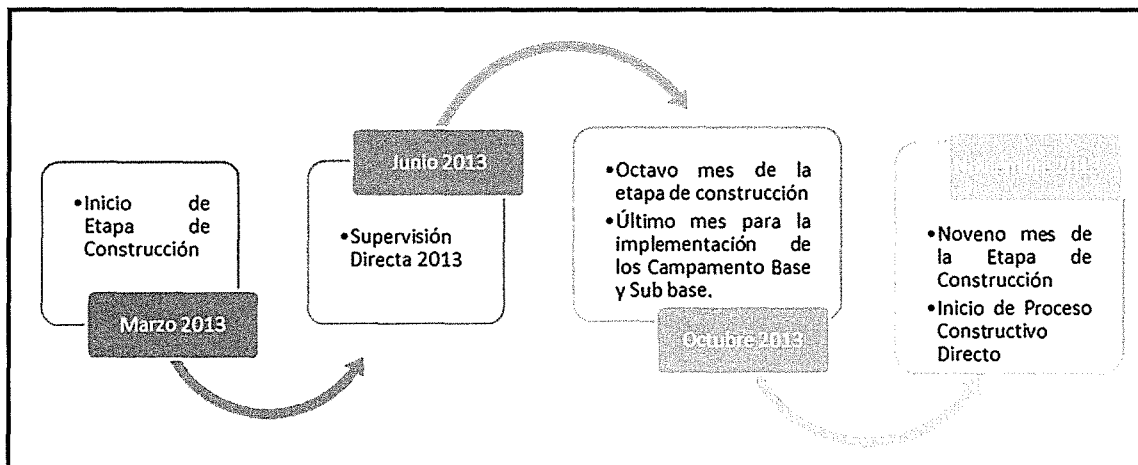 •Inicio de
Etapa de
Construcción
Marzo 2013
Junio 2013
•Supervisión
Directa 2013
•Octavo mes de la
etapa de construcción
•Último mes para la
implementación de
los Campamento Base
y Sub base.
Octubre 2013
•Noveno mes de
la Etapa de
Construcción
•Inicio de Proceso
Constructivo
Directo